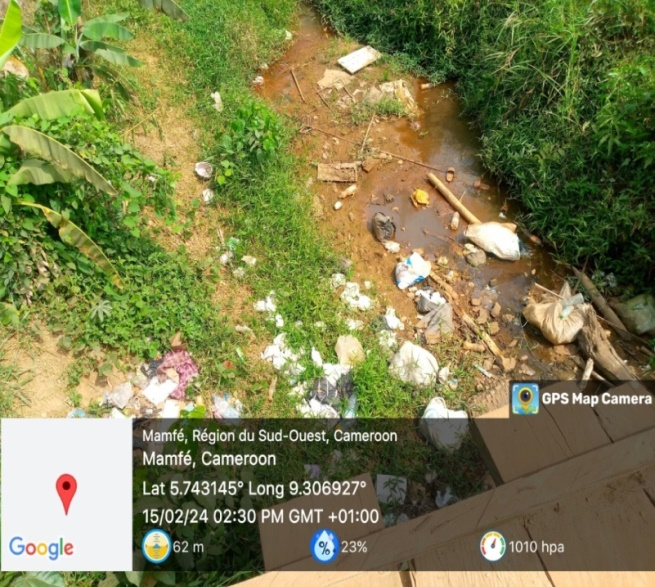 GPS Map Camera
Mamfé, Région du Sud-Ouest, Cameroon
Mamfé, Cameroon
Lat 5.743145° Long 9.306927°
15/02/24 02:30 PM GMT +01:00
Google
62 m
23%
1010 hpa